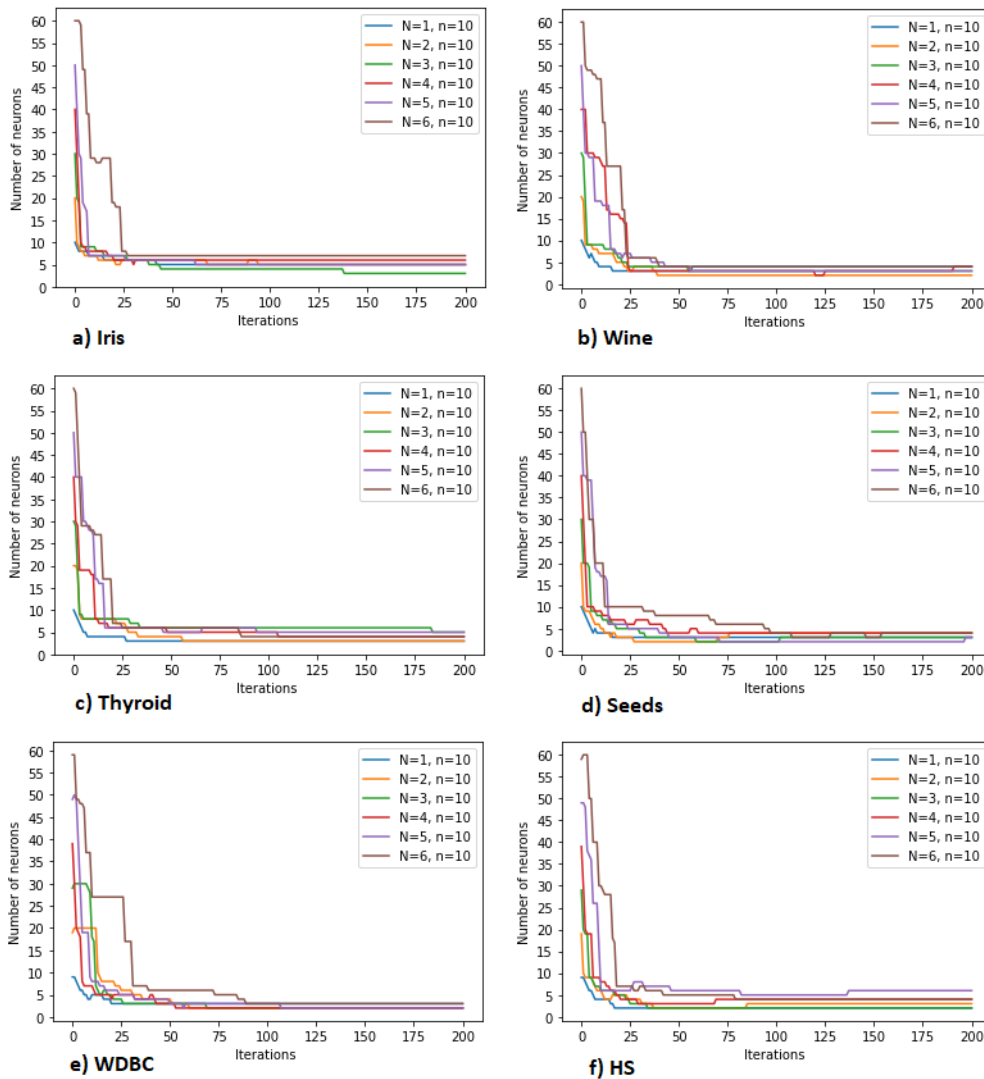 Number of neurons
60
55
50
45
40
35
30
25
20
15
10
5
0
N=1, n=10
N=2, n=10
N=3, n=10
N=4, n=10
N=5, n=10
N=6, n=10
0 25 50 75 100 125 150 175 200
Iterations
a) Iris
Number of neurons
60
55
50
45
40
35
30
25
20
15
10
5
0
N=1, n=10
N=2, n=10
N=3, n=10
N=4, n=10
N=5, n=10
N=6, n=10
0 25 50 75 100 125 150 175 200
Iterations
b) Wine
Number of neurons
60
55
50
45
40
35
30
25
20
15
10
5
0
N=1, n=10
N=2, n=10
N=3, n=10
N=4, n=10
N=5, n=10
N=6, n=10
0 25 50 75 100 125 150 175 200
Iterations
c) Thyroid
Number of neurons
60
55
50
45
40
35
30
25
20
15
10
5
0
N=1, n=10
N=2, n=10
N=3, n=10
N=4, n=10
N=5, n=10
N=6, n=10
0 25 50 75 100 125 150 175 200
Iterations
d) Seeds
Number of neurons
60
55
50
45
40
35
30
25
20
15
10
5
0
N=1, n=10
N=2, n=10
N=3, n=10
N=4, n=10
N=5, n=10
N=6, n=10
0 25 50 75 100 125 150 175 200
Iterations
e) WDBC
Number of neurons
60
55
50
45
40
35
30
25
20
15
10
5
0
N=1, n=10
N=2, n=10
N=3, n=10
N=4, n=10
N=5, n=10
N=6, n=10
0 25 50 75 100 125 150 175 200
Iterations
f) HS